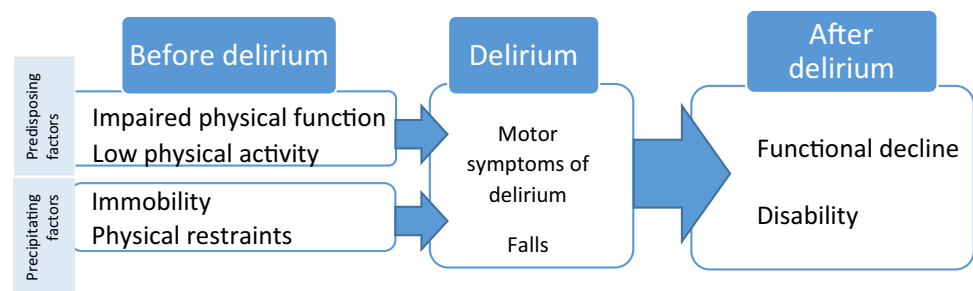 Before delirium
Predisposing
factors
Impaired physical function
Low physical activity
Precipitating
factors
Immobility
Physical restraints
Delirium
Motor
symptoms of
delirium
Falls
After
delirium
Functional decline
Disability